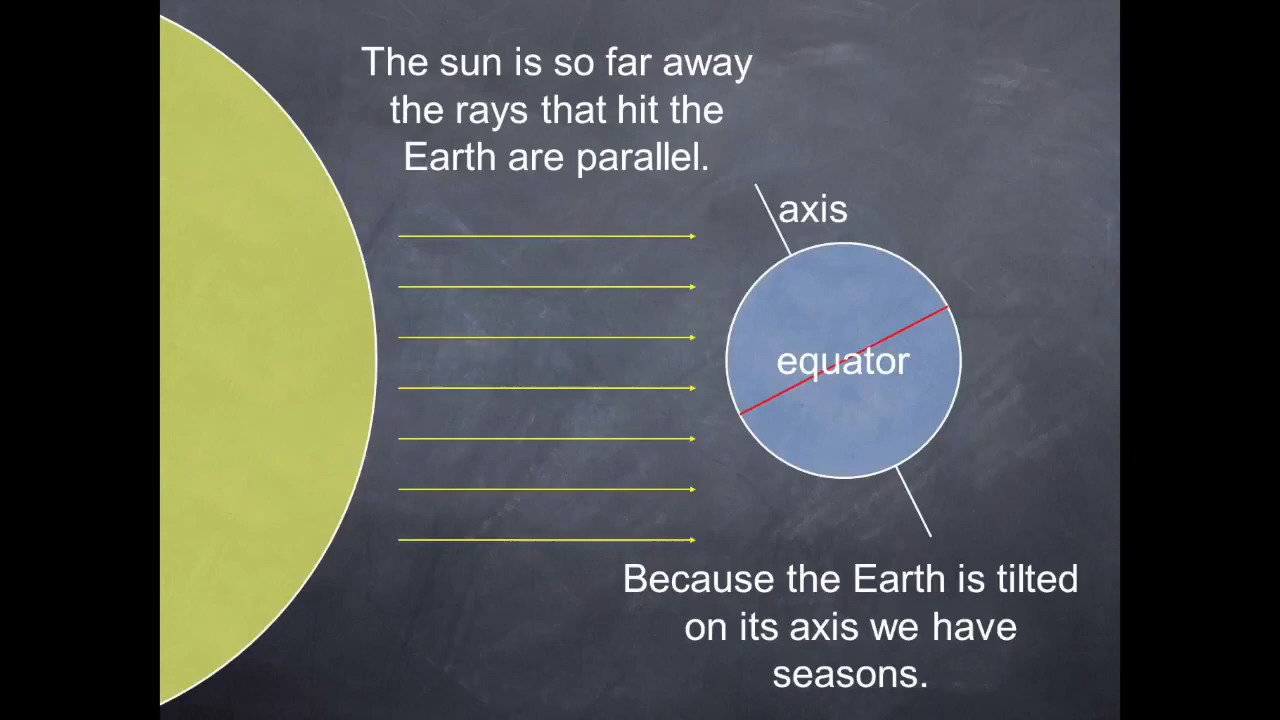 The sun is so far away
the rays that hit the
Earth are parallel.
axis
equator
Because the Earth is tilted
on its axis we have
seasons.